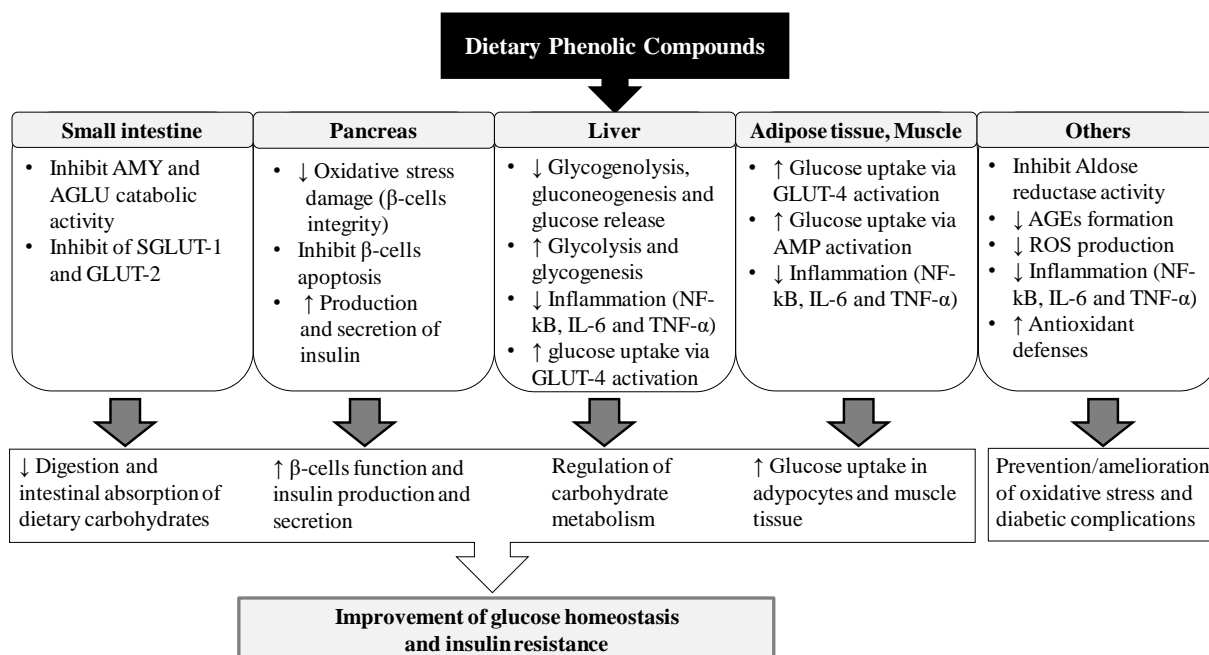 Dietary Phenolic Compounds
Small intestine
• Inhibit AMY and
AGLU catabolic
activity
• Inhibit of SGLUT-1
and GLUT-2
Pancreas
• ↓ Oxidative stress
damage (β-cells
integrity)
• Inhibit β-cells
apoptosis
• ↑ Production
and secretion of
insulin
Liver
• ↓ Glycogenolysis,
gluconeogenesis and
glucose release
• ↑ Glycolysis and
glycogenesis
• ↓ Inflammation (NF-
kB, IL-6 and TNF-α)
• ↑ glucose uptake via
GLUT-4 activation
Adipose tissue, Muscle
• ↑ Glucose uptake via
GLUT-4 activation
• ↑ Glucose uptake via
AMP activation
• ↓ Inflammation (NF-
kB, IL-6 and TNF-α)
Others
• Inhibit Aldose
reductase activity
• ↓ AGEs formation
• ↓ ROS production
• ↓ Inflammation (NF-
kB, IL-6 and TNF-α)
• ↑ Antioxidant
defenses
↓ Digestion and
intestinal absorption of
dietary carbohydrates
↑ β-cells function and
insulin production and
secretion
Regulation of
carbohydrate
metabolism
↑ Glucose uptake in
adypocytes and muscle
tissue
Prevention/amelioration
of oxidative stress and
diabetic complications
Improvement of glucose homeostasis
and insulin resistance